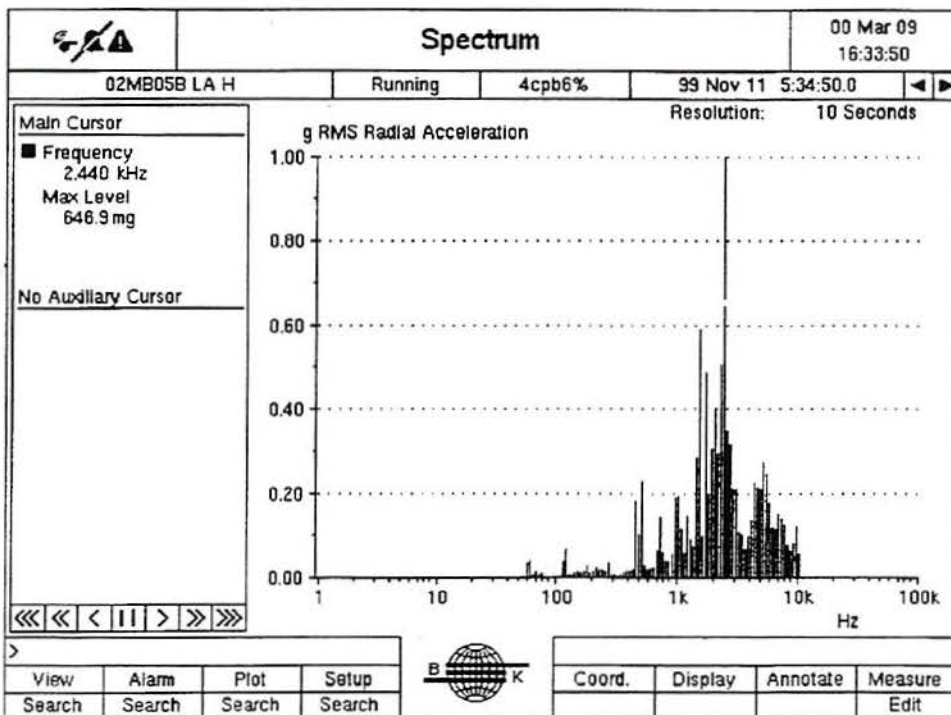 Spectrum
00 Mar 09
16:33:50
02MB05B LA H
Running
4cpb6%
99 Nov 11 5:34:50.0
Resolution: 10 Seconds
Main Cursor
Frequency
2.440 kHz
Max Level
646.9mg
No Auxiliary Cursor
g RMS Radial Acceleration
1.00
0.80
0.60
0.40
0.20
0.00
1 10 100 1k 10k 100k
Hz
>
B K
View Alarm Plot Setup Coord. Display Annotate Measure
Search Search Search Search Edit